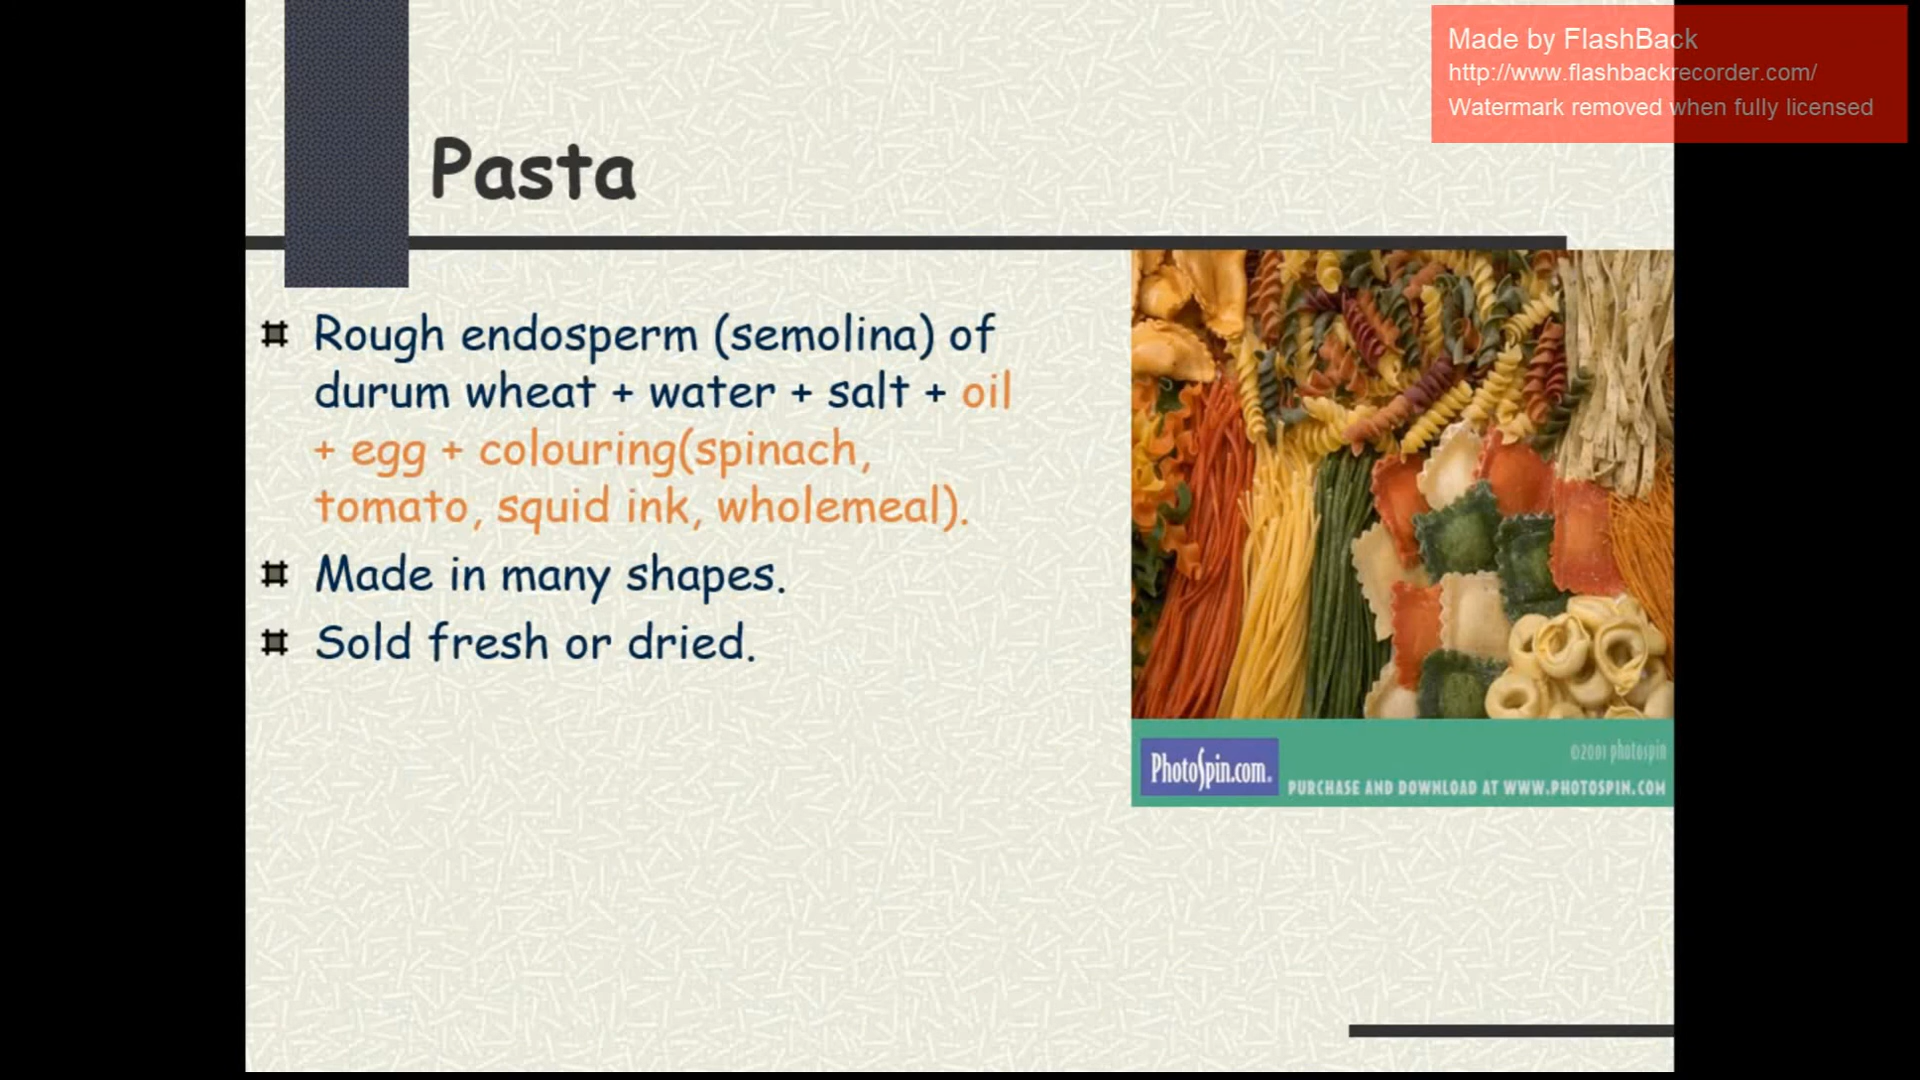 Made by FlashBack
http://www.flashbackrecorder.com/
Watermark removed when fully licensed
Pasta
Rough endosperm (semolina) of
durum wheat + water + salt + oil
+ egg + colouring(spinach,
tomato, squid ink, wholemeal).
Made in many shapes.
Sold fresh or dried.
©2001 photospin
PhotoSpin.com.
PURCHASE AND DOWNLOAD AT WWW.PHOTOSPIN.COM